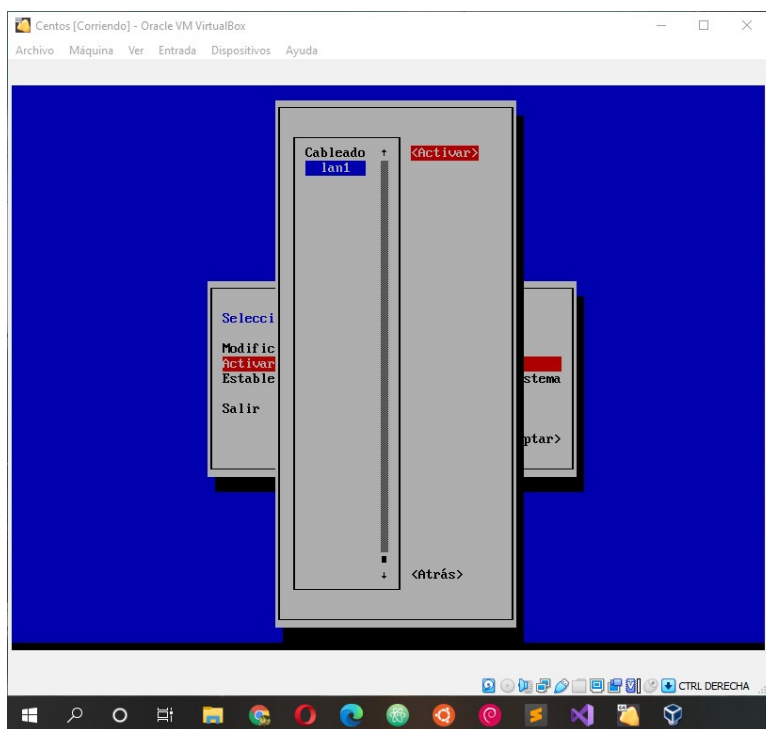 Centos [Corriendo] - Oracle VM VirtualBox
Archivo Máquina Ver Entrada Dispositivos Ayuda
Cableado ↑ <Activar>
lan1
Selecci
Modific
Activar
Estable stema
Salir
ptar>
↓ <Atrás>
CTRL DERECHA